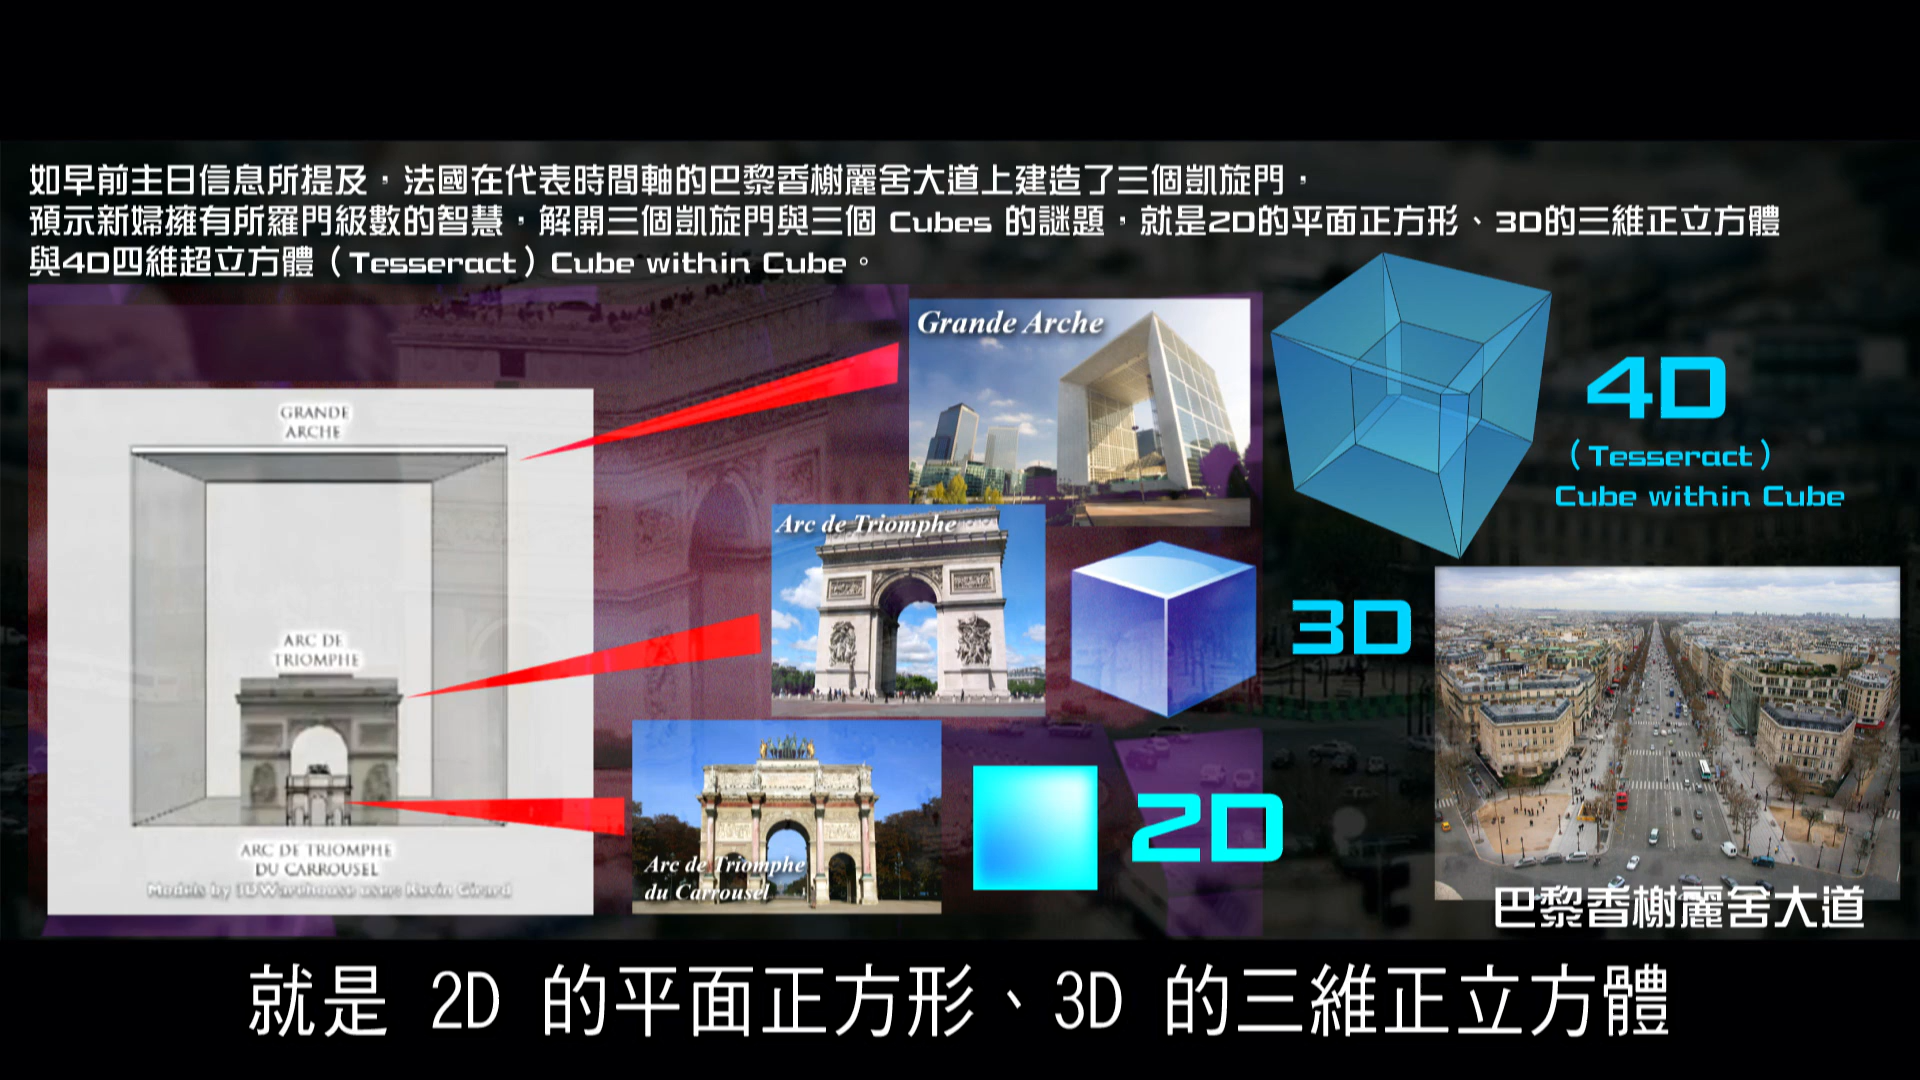 如早前主日信息所提及，法國在代表時間軸的巴黎香榭麗舍大道上建造了三個凱旋門，
預示新婦擁有所羅門級數的智慧，解開三個凱旋門與三個 Cubes 的謎題，就是2D的平面正方形、3D的三維正立方體
與4D四維超立方體（Tesseract）Cube within Cube。
Grande Arche
4D
（Tesseract）
Cube within Cube
GRANDE
ARCHE
Arc de Triomphe
3D
ARC DE
TRIOMPHE
2D
ARC DE TRIOMPHE
DU CARROUSEL
Models by 3D Warehouse user: Kevin Girard
Arc de Triomphe
du Carrousel
巴黎香榭麗舍大道
就是 2D 的平面正方形、3D 的三維正立方體